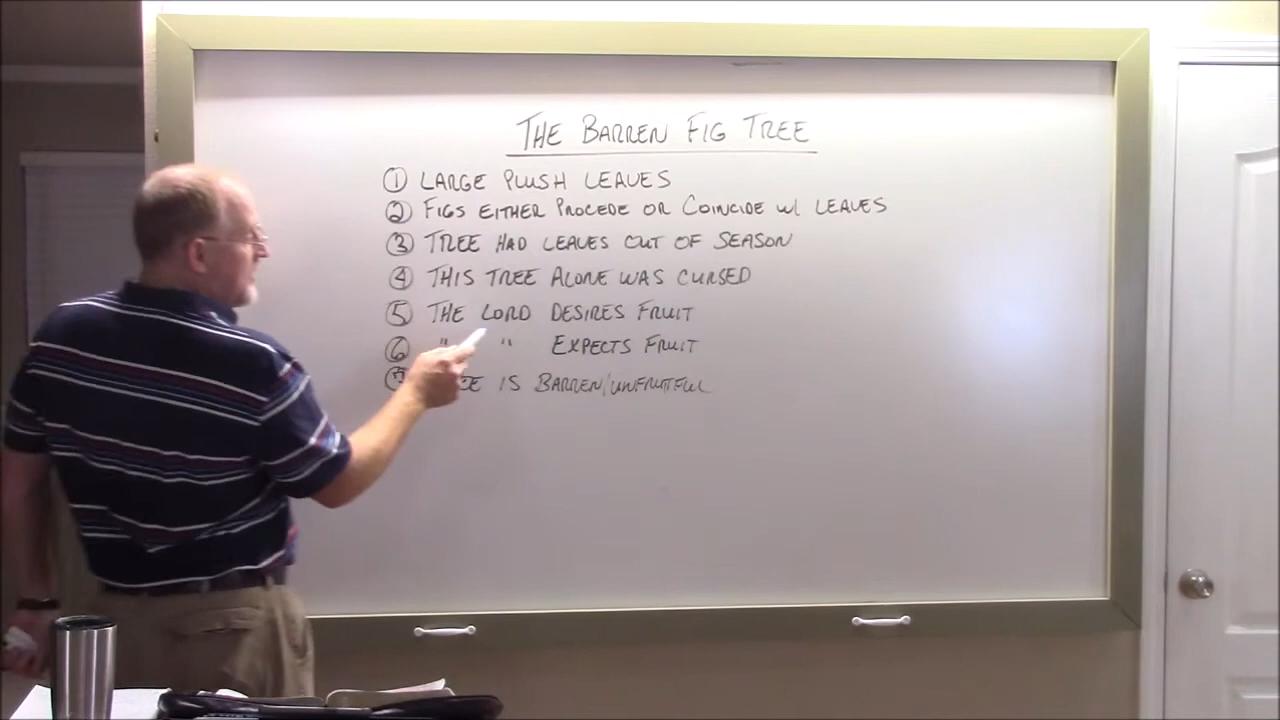 THE BARREN FIG TREE
① LARGE PLUSH LEAVES
② FIGS EITHER PROCEDE OR COINCIDE W/ LEAVES
③ TREE HAD LEAVES OUT OF SEASON
④ THIS TREE ALONE WAS CURSED
⑤ THE LORD DESIRES FRUIT
⑥ " " EXPECTS FRUIT
IS BARREN/UNFRUITFUL